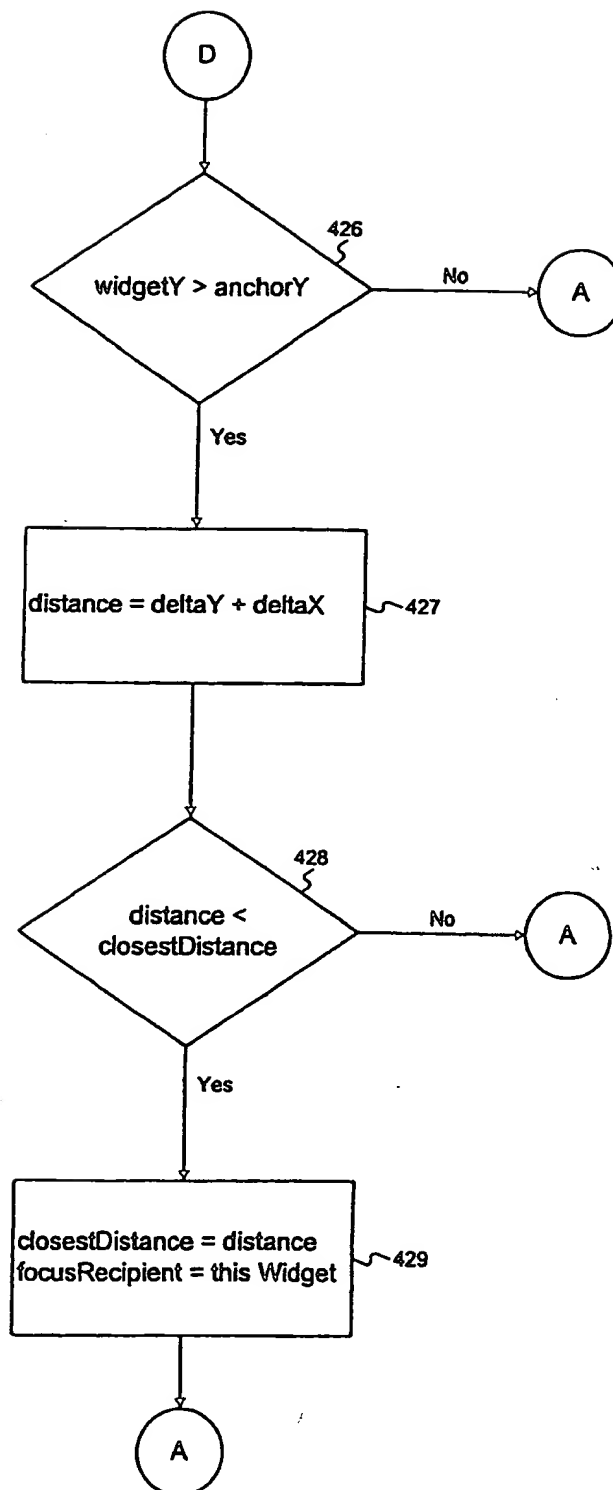 D
426
widgetY > anchorY
No
A
Yes
distance = deltaY + deltaX
427
428
distance <
closestDistance
No
A
Yes
closestDistance = distance
focusRecipient = this Widget
429
A